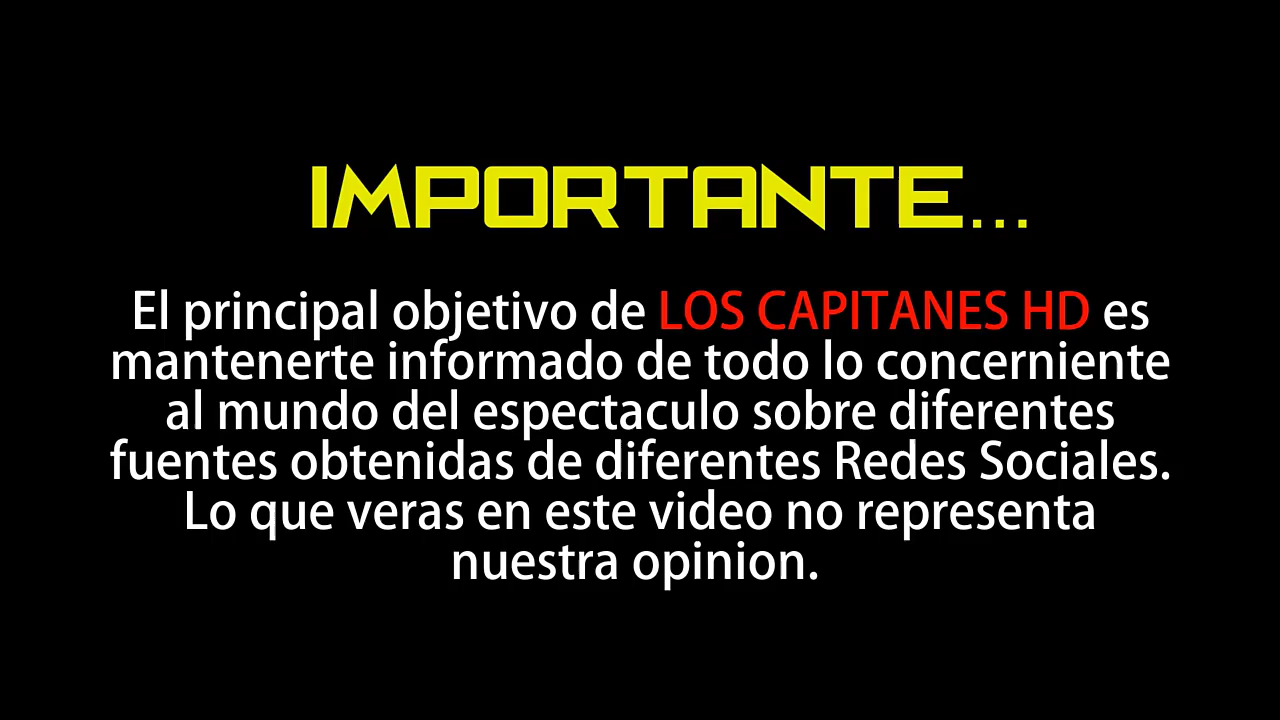 IMPORTANTE...
El principal objetivo de LOS CAPITANES HD es
mantenerte informado de todo lo concerniente
al mundo del espectaculo sobre diferentes
fuentes obtenidas de diferentes Redes Sociales.
Lo que veras en este video no representa
nuestra opinion.